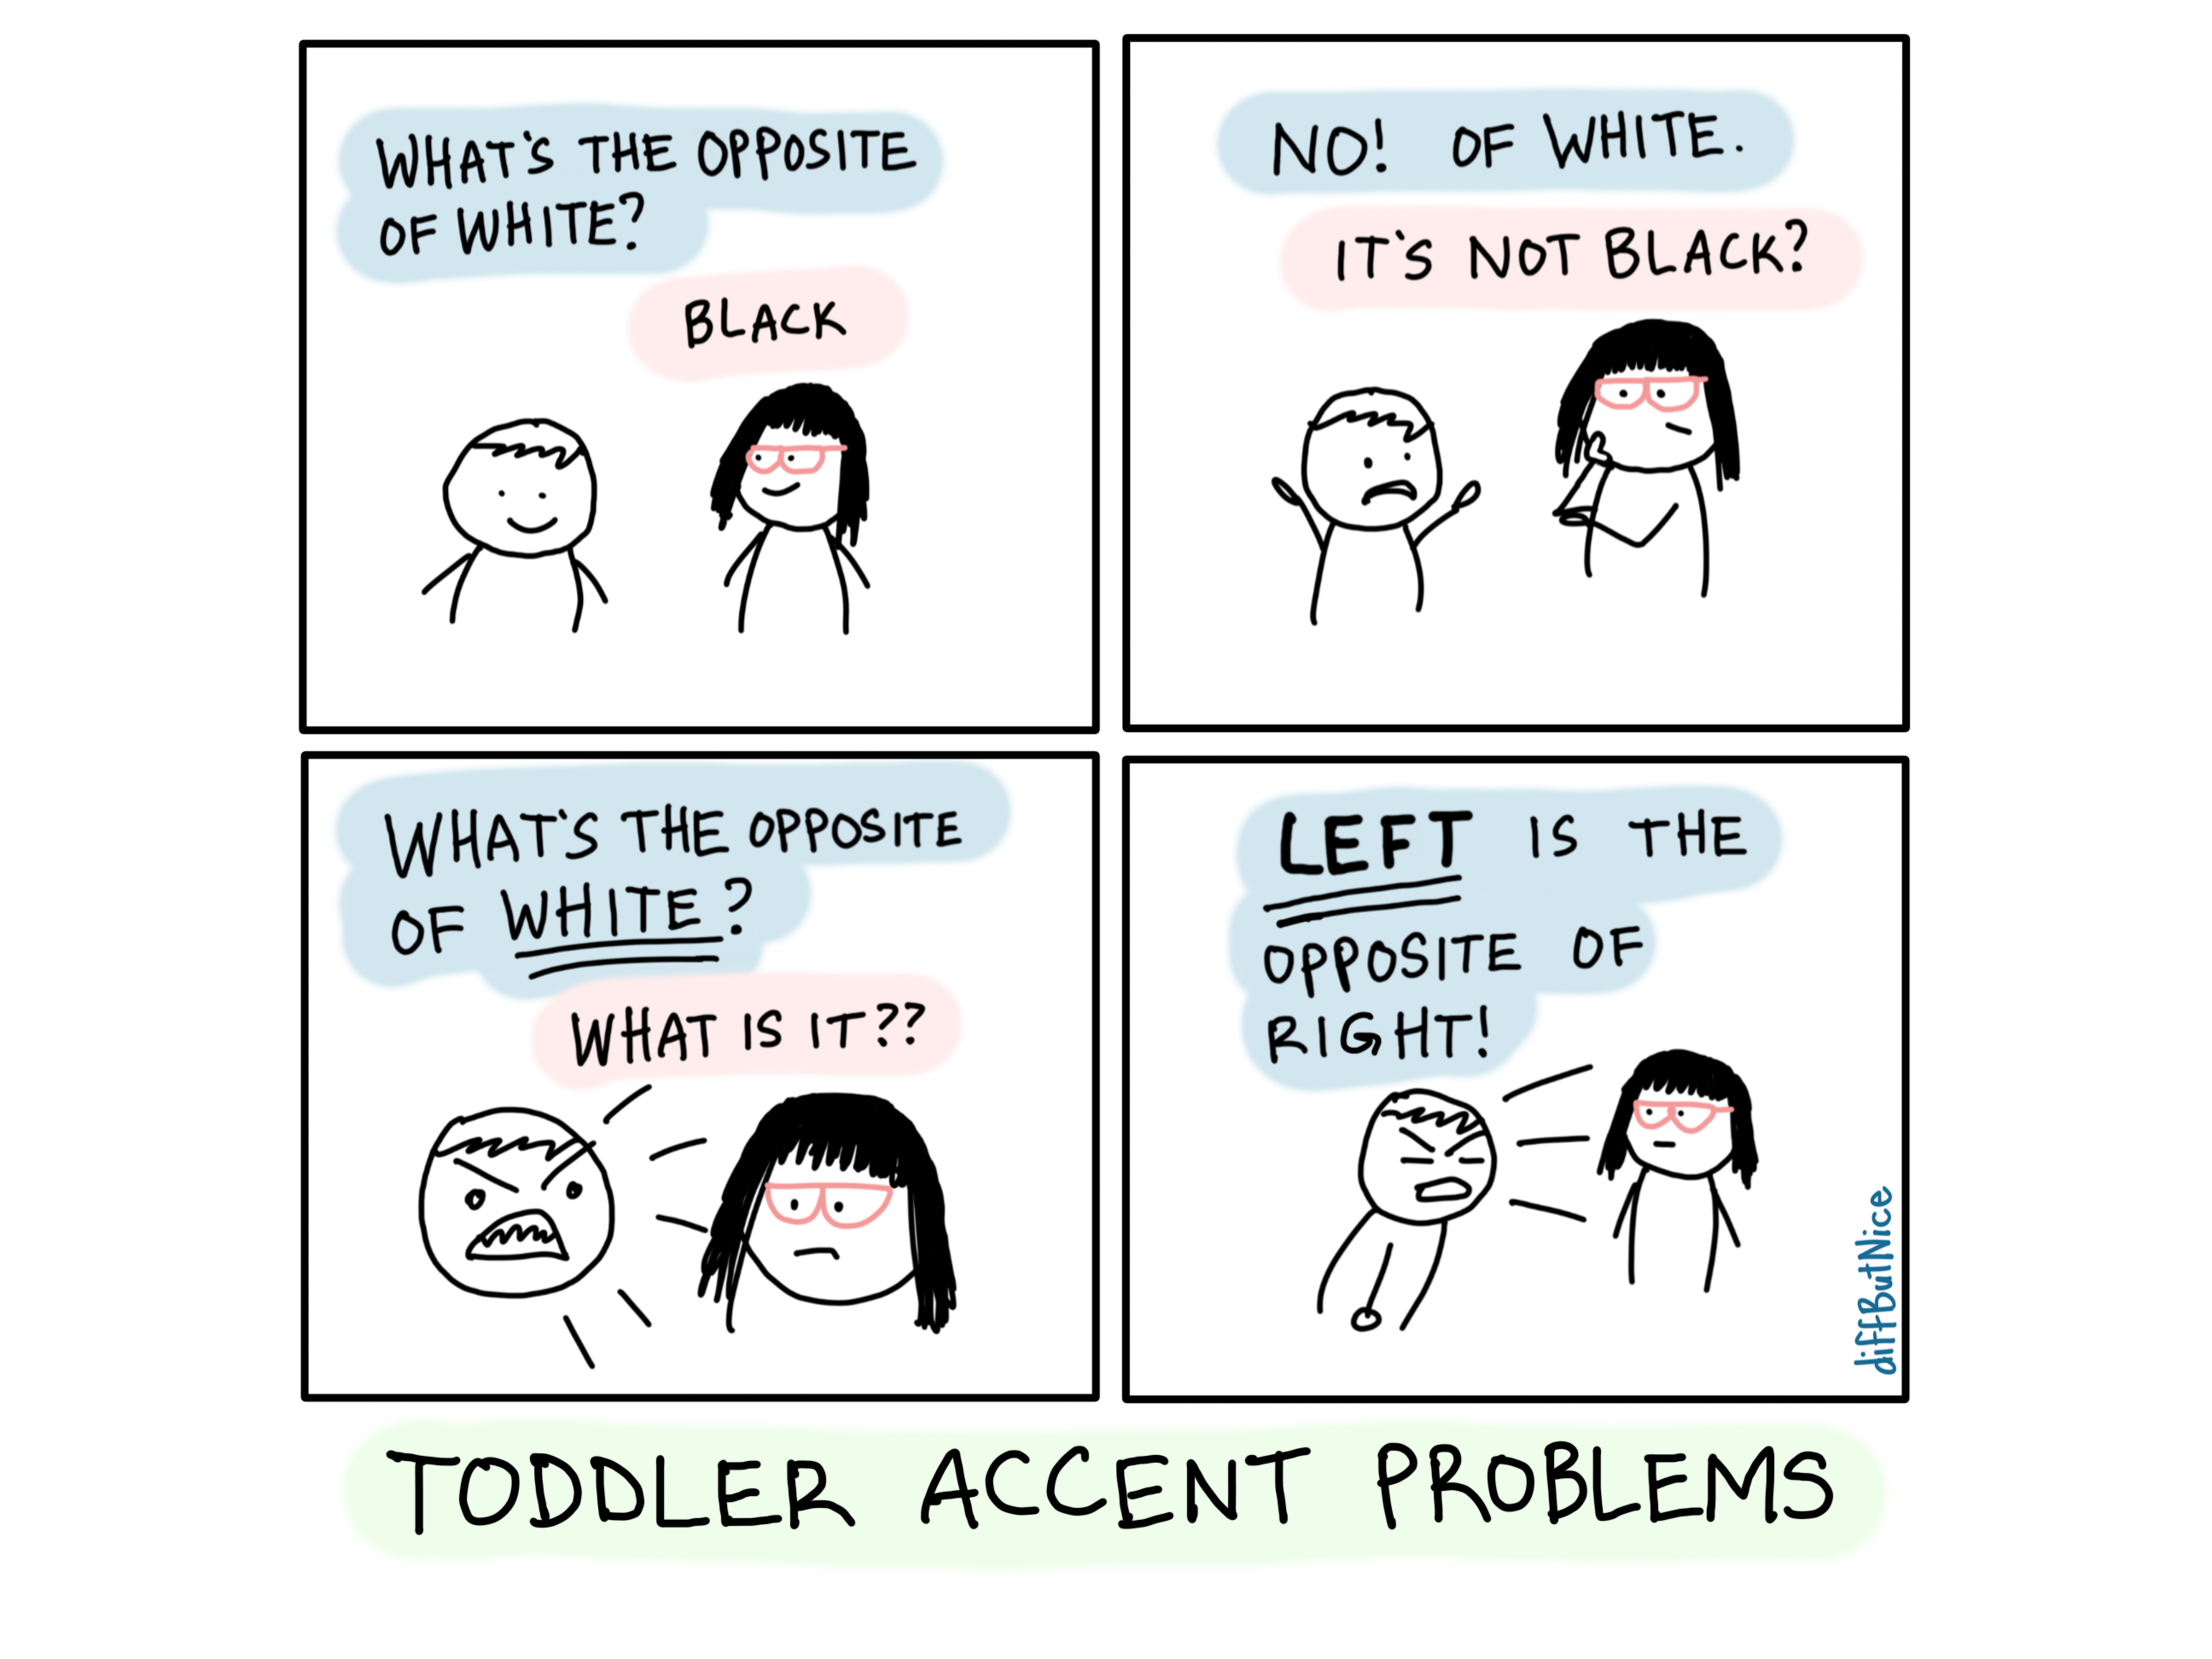 WHAT'S THE OPPOSITE
OF WHITE?
BLACK
NO! OF WHITE.
IT'S NOT BLACK?
WHAT'S THE OPPOSITE
OF WHITE?
WHAT IS IT??
LEFT IS THE
OPPOSITE OF
RIGHT!
diffButNice
TODDLER ACCENT PROBLEMS